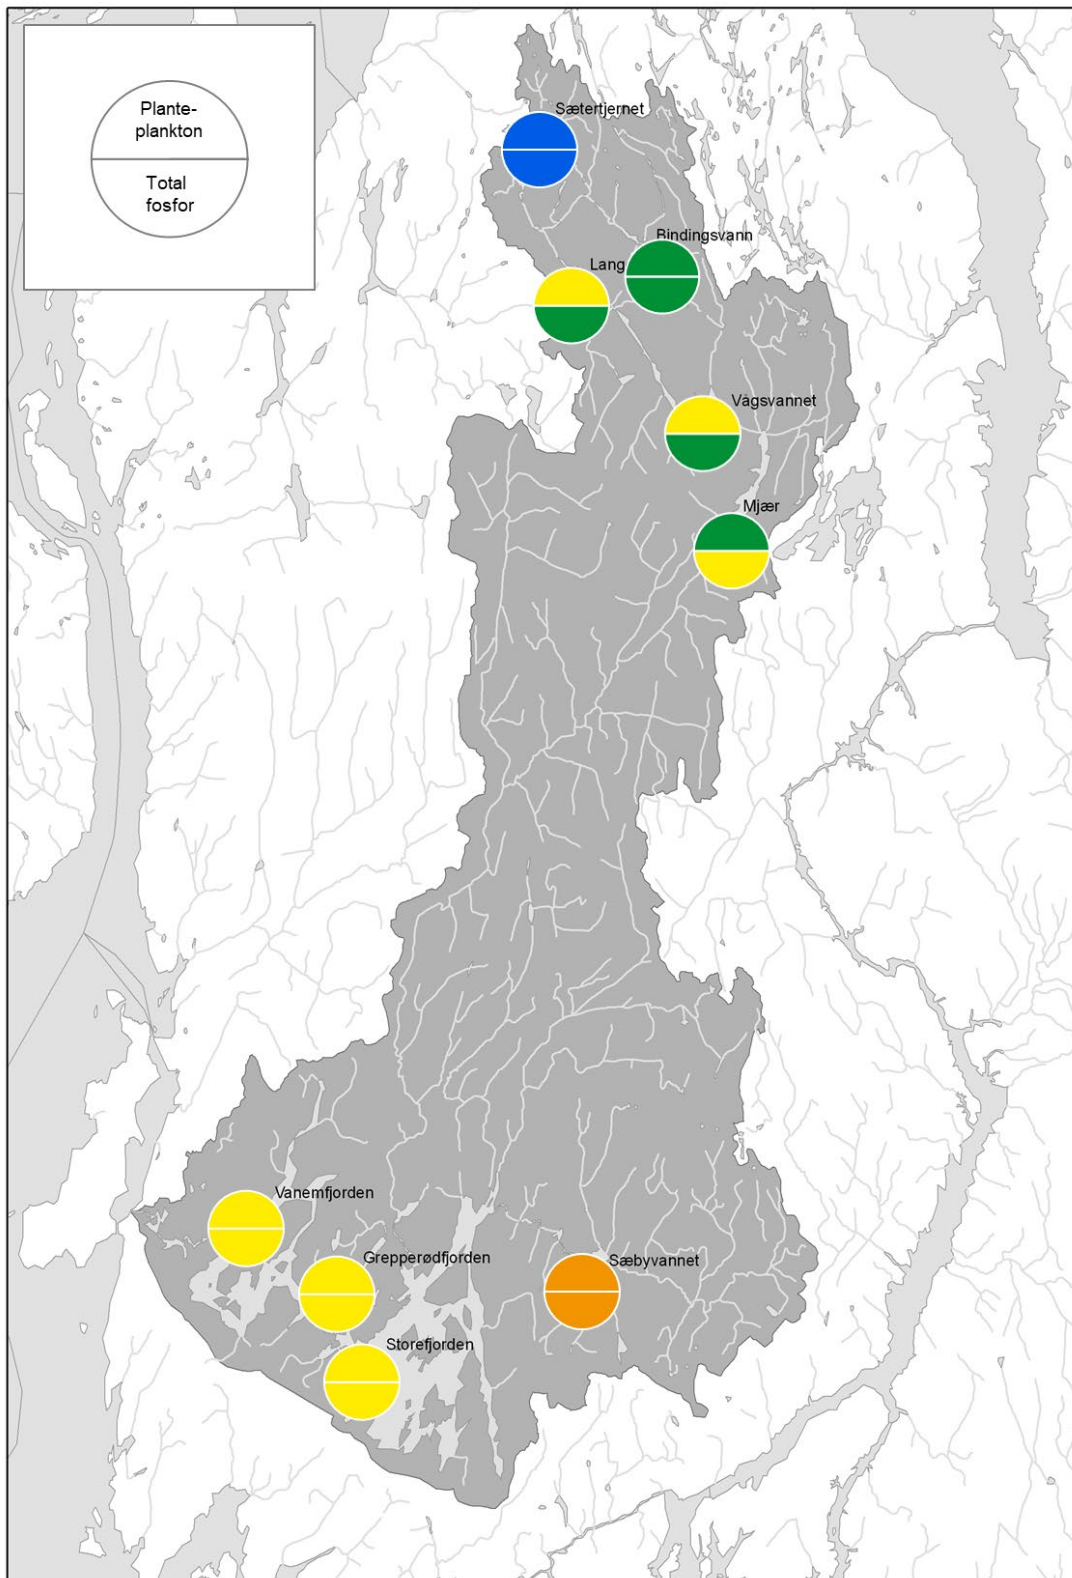 Plante-
plankton
Total
fosfor
Sætertjernet
Bindingsvann
Lang
Vågsvannet
Mjær
Vanemfjorden
Grepperødfjorden
Sæbyvannet
Storefjorden